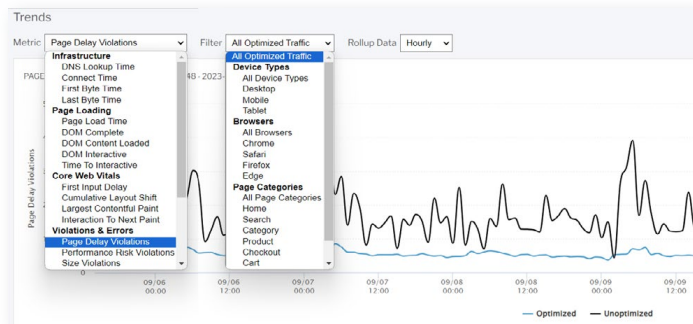 Trends
Metric Page Delay Violations Filter All Optimized Traffic Rollup Data Hourly
Infrastructure
DNS Lookup Time
Connect Time
First Byte Time
Last Byte Time
Page Loading
Page Load Time
DOM Complete
DOM Content Loaded
DOM Interactive
Time To Interactive
Core Web Vitals
First Input Delay
Cumulative Layout Shift
Largest Contentful Paint
Interaction To Next Paint
Violations & Errors
Page Delay Violations
Performance Risk Violations
Size Violations
All Optimized Traffic
Device Types
All Device Types
Desktop
Mobile
Tablet
Browsers
All Browsers
Chrome
Safari
Firefox
Edge
Page Categories
All Page Categories
Home
Search
Category
Product
Checkout
Cart
Page Delay Violations
0
09/06 00:00
09/06 12:00
09/07 00:00
09/07 12:00
09/08 00:00
09/08 12:00
09/09 00:00
09/09 12:00
Optimized Unoptimized